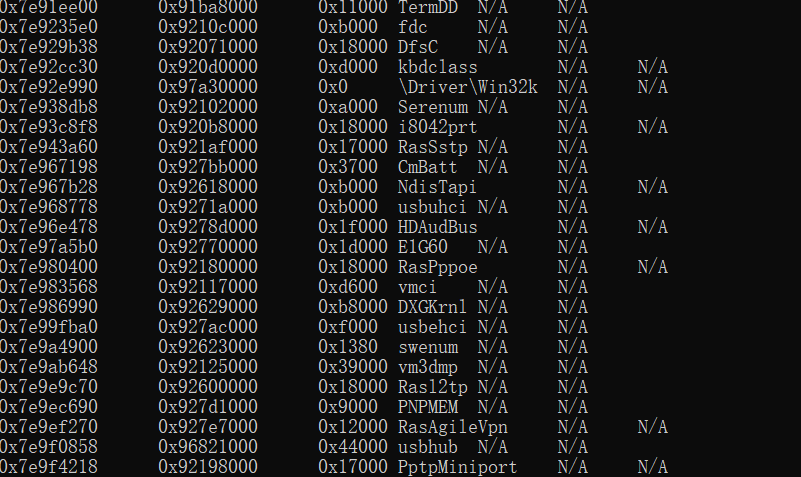 0x7e91ee00 0x91ba8000 0x11000 TermDD N/A N/A
0x7e9235e0 0x9210c000 0xb000 fdc N/A N/A
0x7e929b38 0x92071000 0x18000 DfsC N/A N/A
0x7e92cc30 0x920d0000 0xd000 kbdclass N/A N/A
0x7e92e990 0x97a30000 0x0 \Driver\Win32k N/A N/A
0x7e938db8 0x92102000 0xa000 Serenum N/A N/A
0x7e93c8f8 0x920b8000 0x18000 i8042prt N/A N/A
0x7e943a60 0x921af000 0x17000 RasSstp N/A N/A
0x7e967198 0x927bb000 0x3700 CmBatt N/A N/A
0x7e967b28 0x92618000 0xb000 NdisTapi N/A N/A
0x7e968778 0x9271a000 0xb000 usbuhci N/A N/A
0x7e96e478 0x9278d000 0x1f000 HDAudBus N/A N/A
0x7e97a5b0 0x92770000 0x1d000 E1G60 N/A N/A
0x7e980400 0x92180000 0x18000 RasPppoe N/A N/A
0x7e983568 0x92117000 0xd600 vmci N/A N/A
0x7e986990 0x92629000 0xb8000 DXGKrnl N/A N/A
0x7e99fba0 0x927ac000 0xf000 usbehci N/A N/A
0x7e9a4900 0x92623000 0x1380 swenum N/A N/A
0x7e9ab648 0x92125000 0x39000 vm3dmp N/A N/A
0x7e9e9c70 0x92600000 0x18000 Rasl2tp N/A N/A
0x7e9ec690 0x927d1000 0x9000 PNPMEM N/A N/A
0x7e9ef270 0x927e7000 0x12000 RasAgileVpn N/A N/A
0x7e9f0858 0x96821000 0x44000 usbhub N/A N/A
0x7e9f4218 0x92198000 0x17000 PptpMiniport N/A N/A